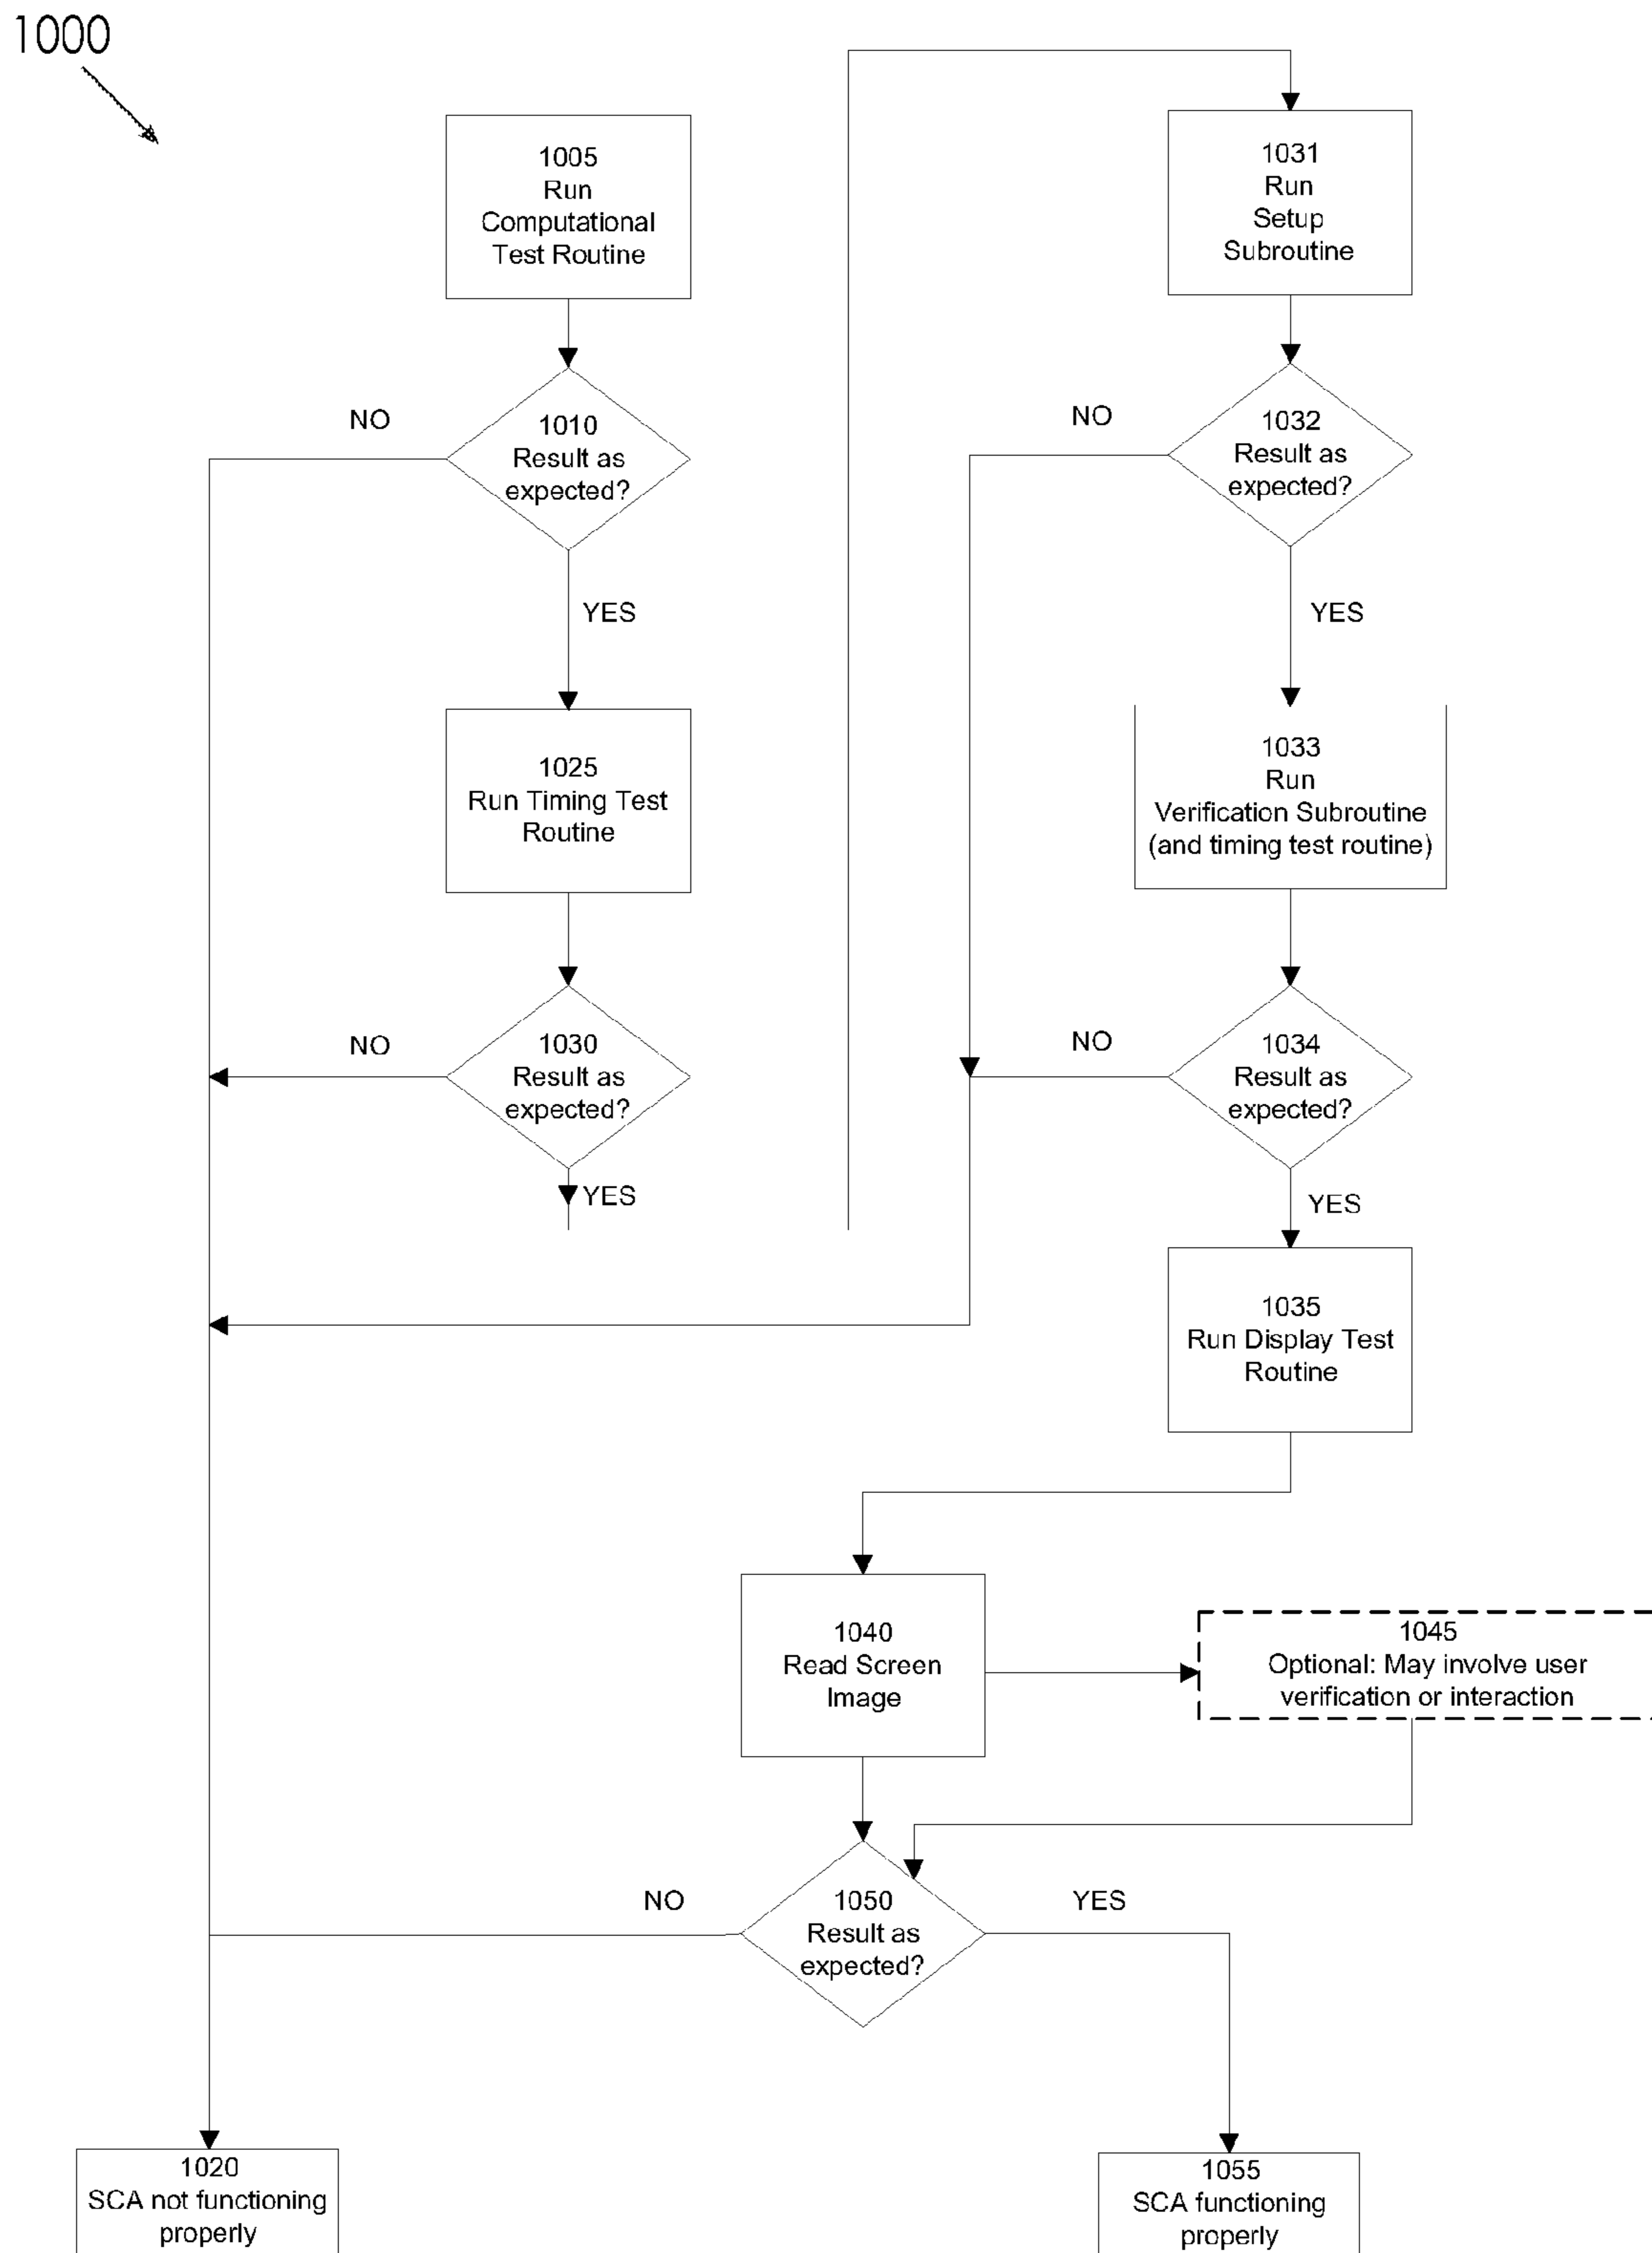 1000
1005
Run
Computational
Test Routine
1010
Result as
expected?
NO
YES
1025
Run Timing Test
Routine
1030
Result as
expected?
NO
YES
1031
Run
Setup
Subroutine
1032
Result as
expected?
NO
YES
1033
Run
Verification Subroutine
(and timing test routine)
1034
Result as
expected?
NO
YES
1035
Run Display Test
Routine
1040
Read Screen
Image
1045
Optional: May involve user
verification or interaction
1050
Result as
expected?
NO
YES
1020
SCA not functioning
properly
1055
SCA functioning
properly